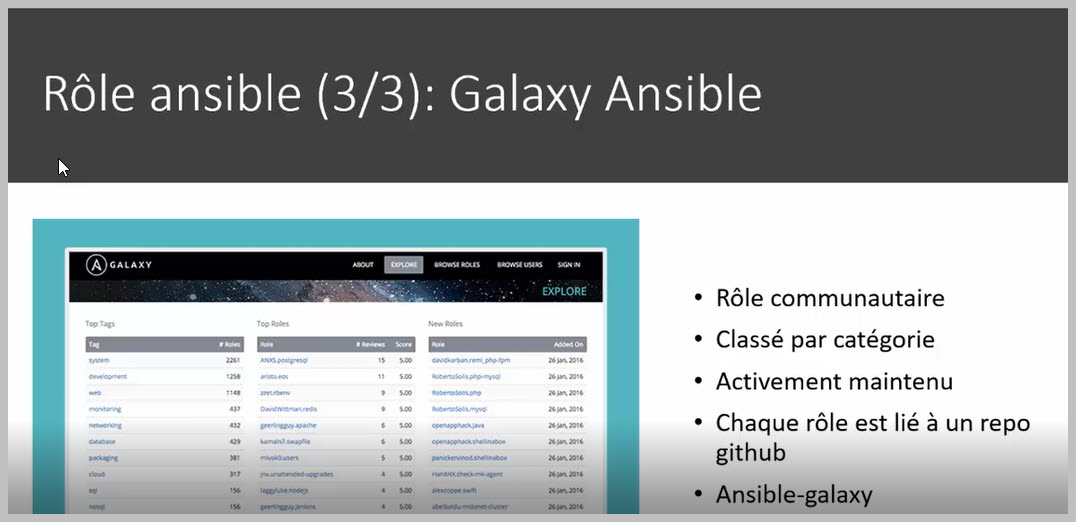 Rôle ansible (3/3): Galaxy Ansible
A GALAXY
ABOUT EXPLORE BROWSE ROLES BROWSE USERS SIGN IN
EXPLORE
Top Tags
Tag # Roles
system 2261
development 1258
web 1148
monitoring 437
networking 432
database 429
packaging 381
cloud 317
sql 156
nosql 156
Top Roles
Role # Reviews Score
ANXS.postgresql 15 5.00
arista.eos 11 5.00
zzet.rbenv 9 5.00
DavidWittman.redis 9 5.00
geerlingguy.apache 6 5.00
kamaln7.swapfile 6 5.00
mivok0.users 5 5.00
jnv.unattended-upgrades 4 5.00
laggyluke.nodejs 4 5.00
geerlingguy.jenkins 4 5.00
New Roles
Role Added On
davidkarban.remi_php-fpm 26 Jan, 2016
RobertoSolis.php-mysql 26 Jan, 2016
RobertoSolis.php 26 Jan, 2016
RobertoSolis.mysql 26 Jan, 2016
openapphack.java 26 Jan, 2016
openapphack.shellinabox 26 Jan, 2016
panickervinod.shellinabox 26 Jan, 2016
HanXHX.check-mk-agent 26 Jan, 2016
alexcoppe.swift 26 Jan, 2016
26 Jan, 2016
• Rôle communautaire
• Classé par catégorie
• Activement maintenu
• Chaque rôle est lié à un repo
github
• Ansible-galaxy